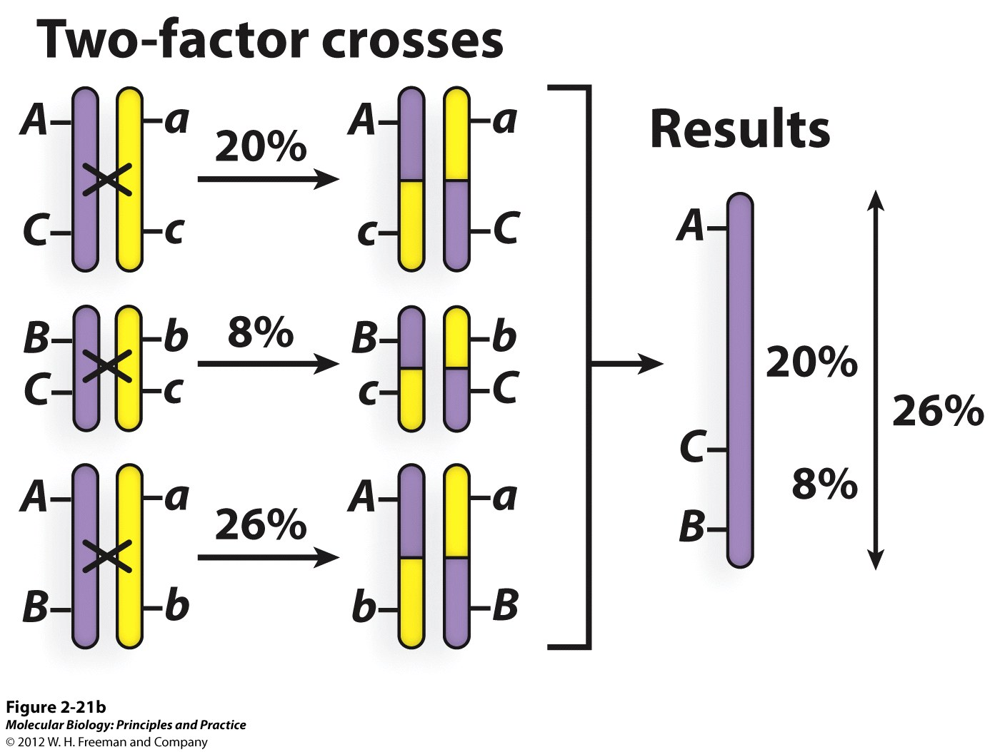 Two-factor crosses
A a
20%
A a
C c
c C
B b
8%
B b
C c
c C
A a
26%
A a
B b
b B
Results
A
20%
26%
C
8%
B
Figure 2-21b
Molecular Biology: Principles and Practice
© 2012 W. H. Freeman and Company